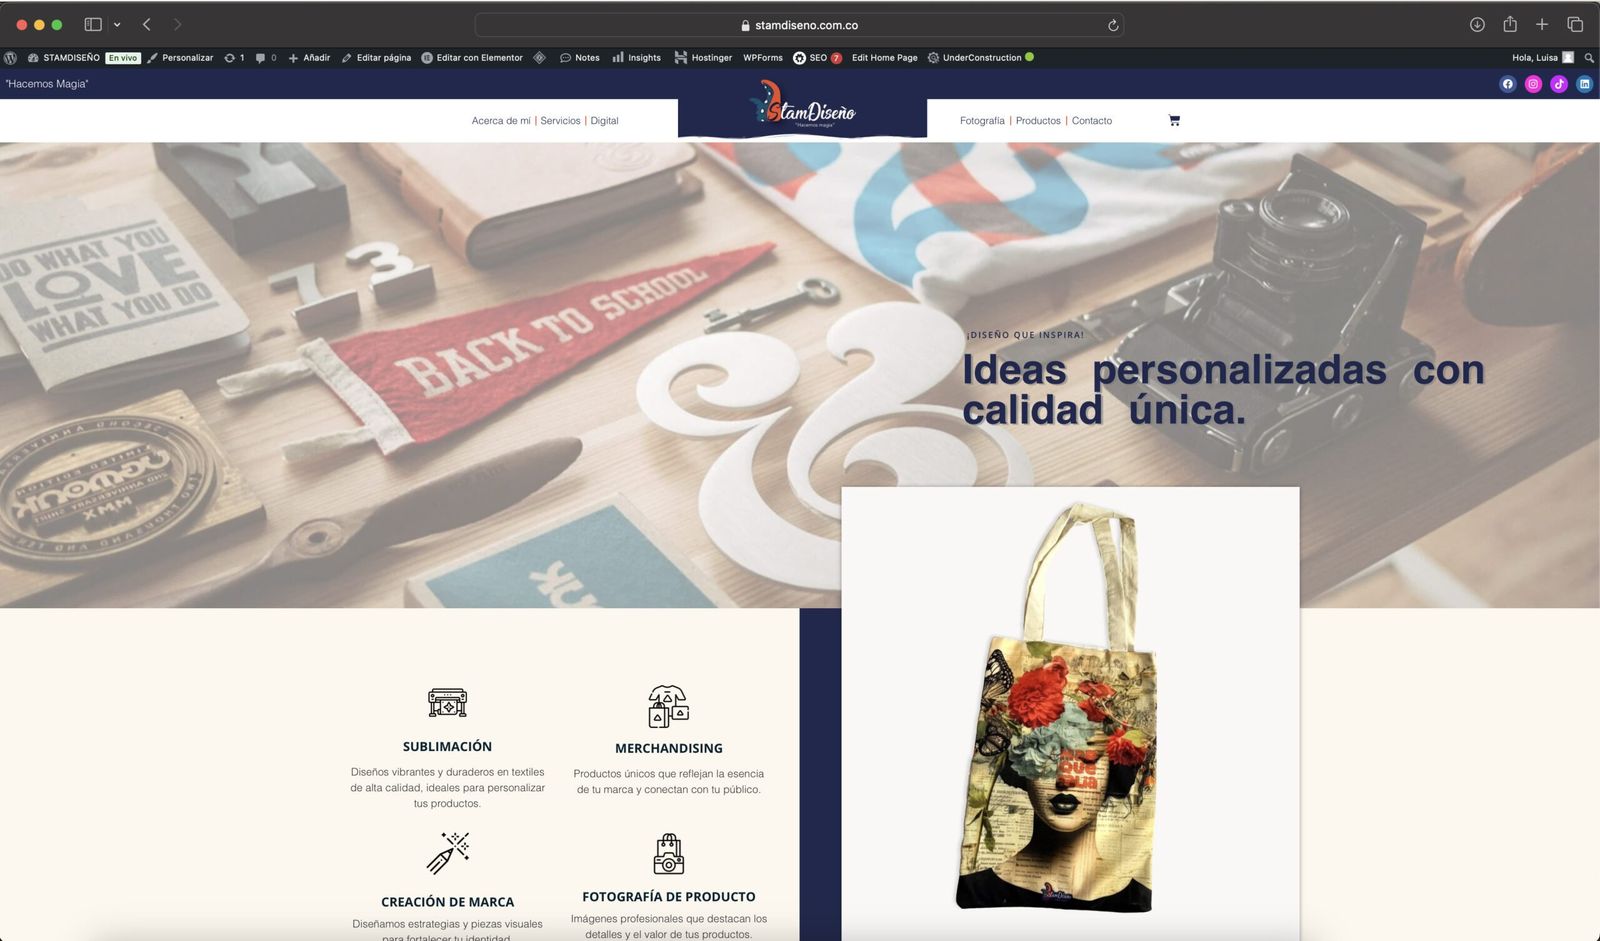 stamdiseno.com.co
STAMDISEÑO En vivo Personalizar 1 0 Añadir Editar página Editar con Elementor Notes Insights Hostinger WPForms SEO 7 Edit Home Page UnderConstruction Hola, Luisa
"Hacemos Magia"
Acerca de mí | Servicios | Digital
StamDiseño
"Hacemos magia"
Fotografía | Productos | Contacto
DO WHAT YOU
LOVE
WHAT YOU DO
73
BACK TO SCHOOL
&
¡DISEÑO QUE INSPIRA!
Ideas personalizadas con
calidad única.
SUBLIMACIÓN
Diseños vibrantes y duraderos en textiles
de alta calidad, ideales para personalizar
tus productos.
MERCHANDISING
Productos únicos que reflejan la esencia
de tu marca y conectan con tu público.
CREACIÓN DE MARCA
Diseñamos estrategias y piezas visuales
para fortalecer tu identidad
FOTOGRAFÍA DE PRODUCTO
Imágenes profesionales que destacan los
detalles y el valor de tus productos.
StamDiseño